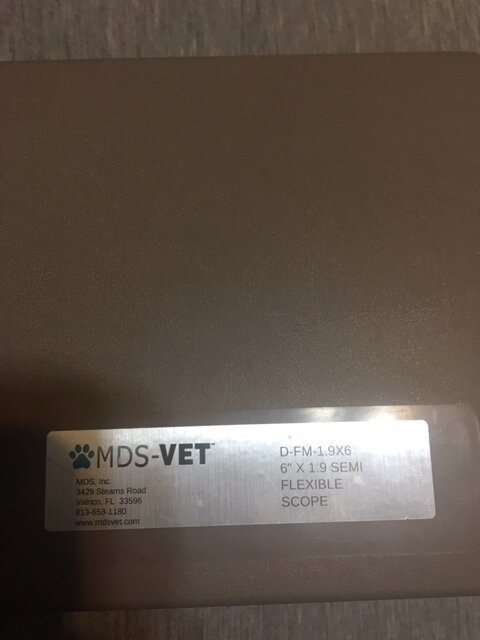 MDS-VET™
MDS, Inc.
3429 Stearns Road
Valrico, FL 33596
813-653-1180
www.mdsvet.com
D-FM-1.9X6
6" X 1.9 SEMI
FLEXIBLE
SCOPE